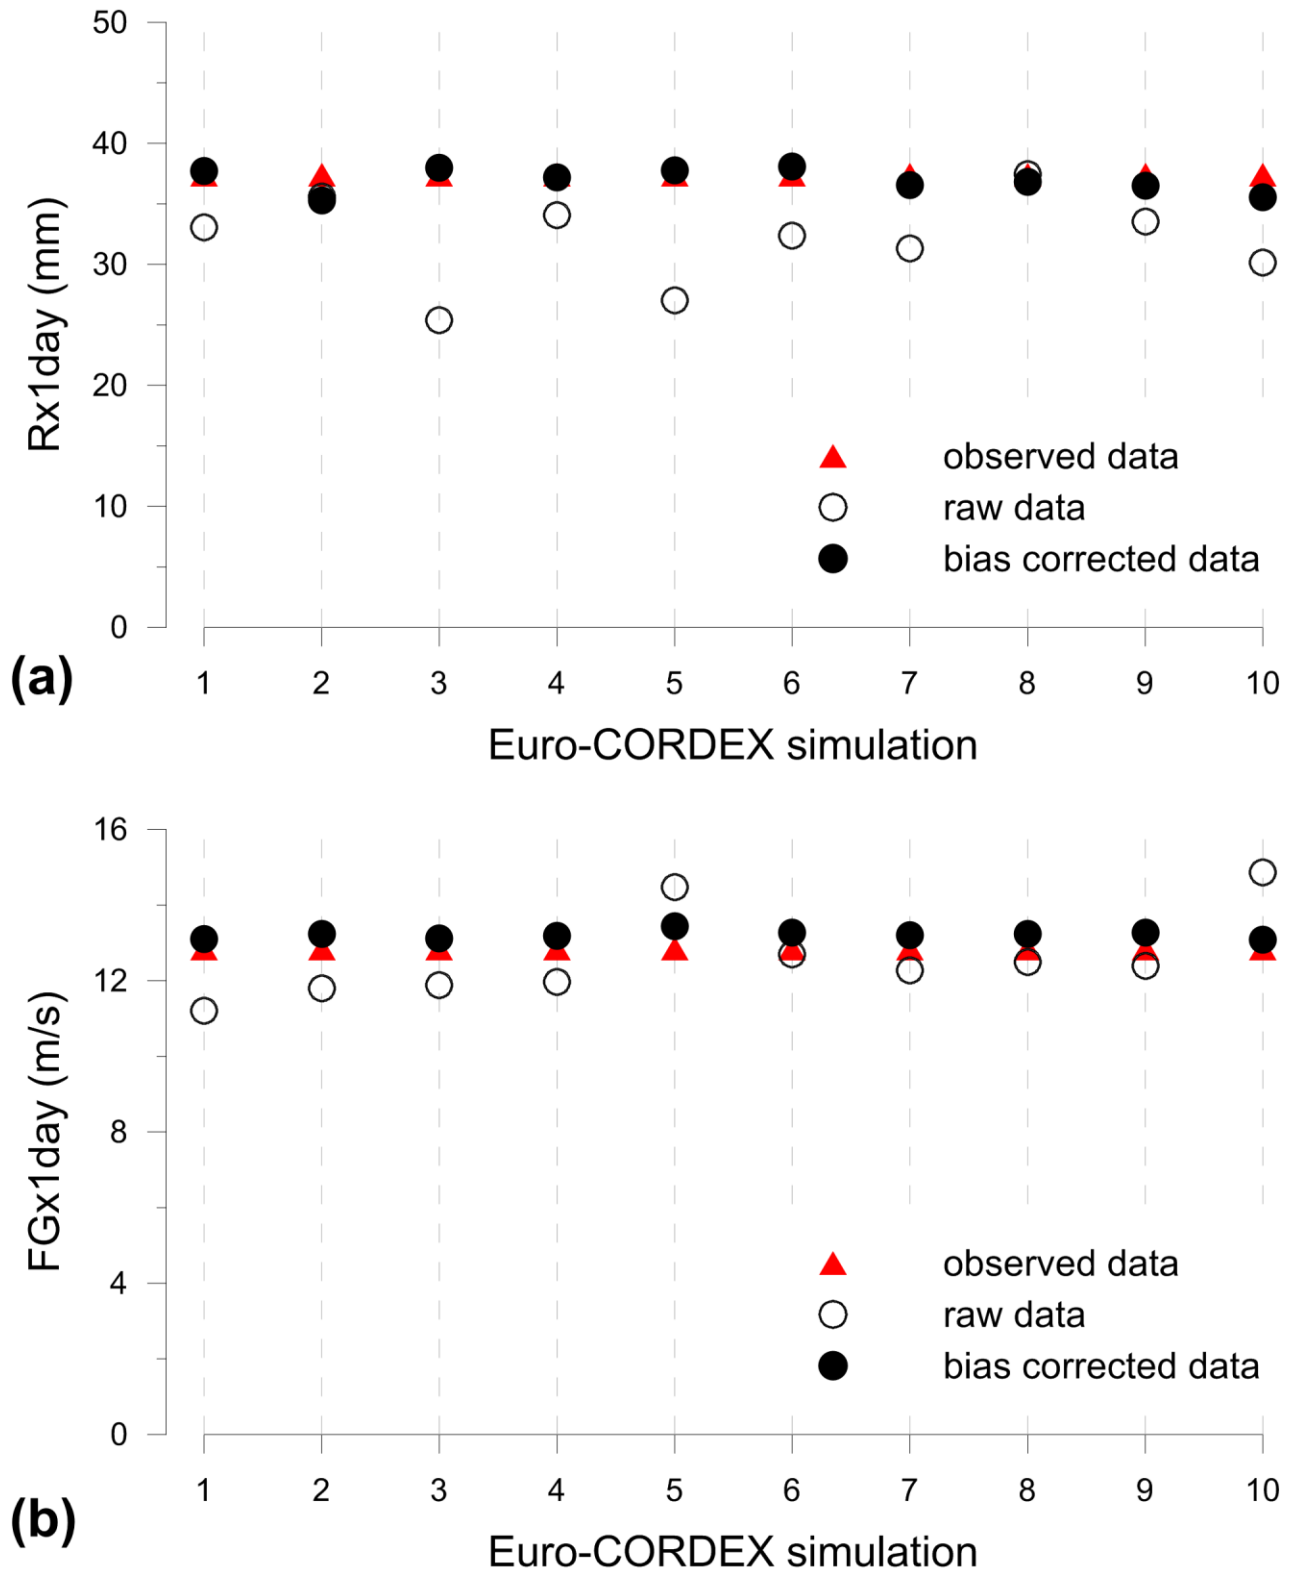 50
40
30
20
10
0
Rx1day (mm)
observed data
raw data
bias corrected data
(a)
1 2 3 4 5 6 7 8 9 10
Euro-CORDEX simulation
16
12
8
4
0
FGx1day (m/s)
observed data
raw data
bias corrected data
(b)
1 2 3 4 5 6 7 8 9 10
Euro-CORDEX simulation